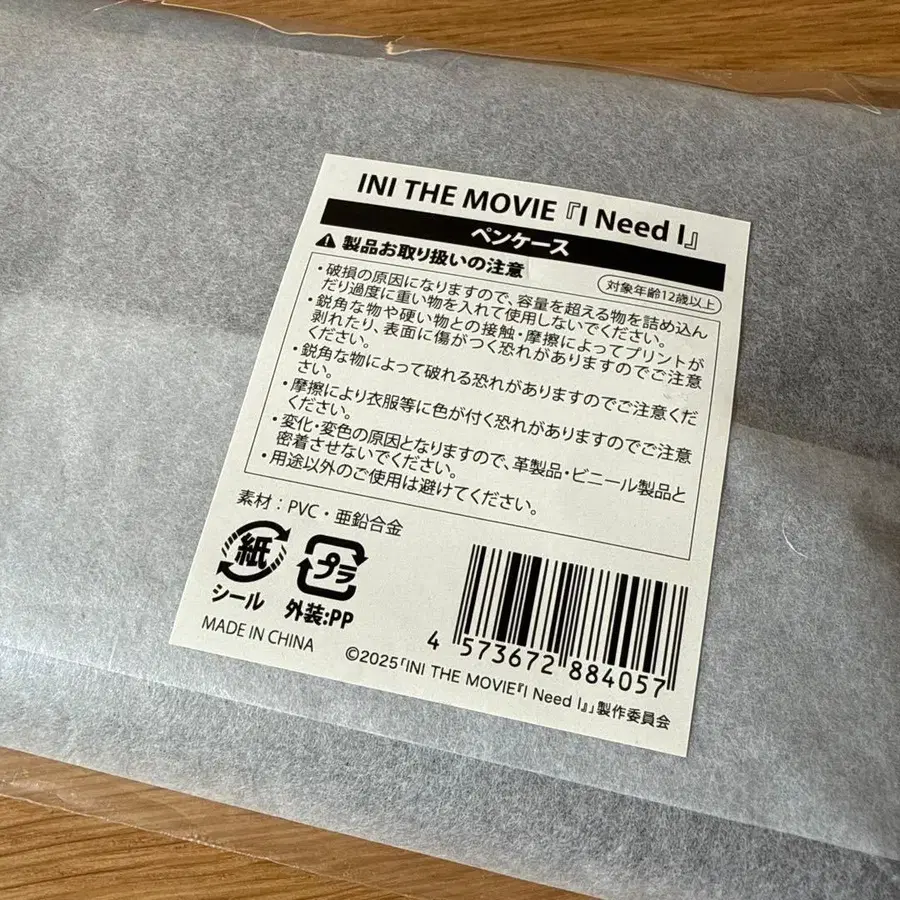 INI THE MOVIE『I Need I』
ペンケース
⚠ 製品お取り扱いの注意
対象年齢12歳以上
・破損の原因になりますので、容量を超える物を詰め込ん
だり過度に重い物を入れて使用しないでください。
・鋭角な物や硬い物との接触・摩擦によってプリントが
剥れたり、表面に傷がつく恐れがありますのでご注意
ください。
・鋭角な物によって破れる恐れがありますのでご注意くだ
さい。
・摩擦により衣服等に色が付く恐れがありますのでご注意
ください。
・変化・変色の原因となりますので、革製品・ビニール製品と
密着させないでください。
・用途以外のご使用は避けてください。
素材：PVC・亜鉛合金
紙
シール
プラ
外装:PP
MADE IN CHINA
4 573672 884057
©2025「INI THE MOVIE『I Need I』」製作委員会